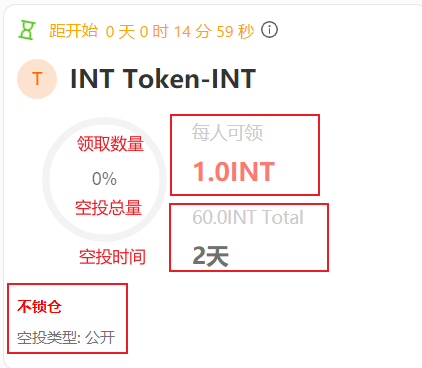 距开始 0 天 0 时 14 分 59 秒
T INT Token-INT
领取数量
每人可领
0%
1.0INT
空投总量
60.0INT Total
空投时间
2天
不锁仓
空投类型: 公开